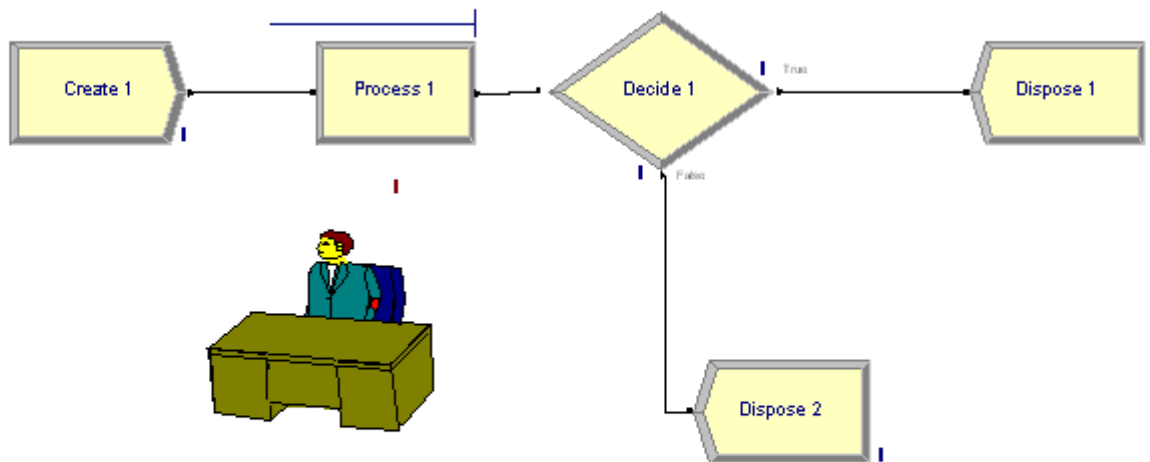 Create 1
Process 1
Decide 1
True
Dispose 1
False
Dispose 2